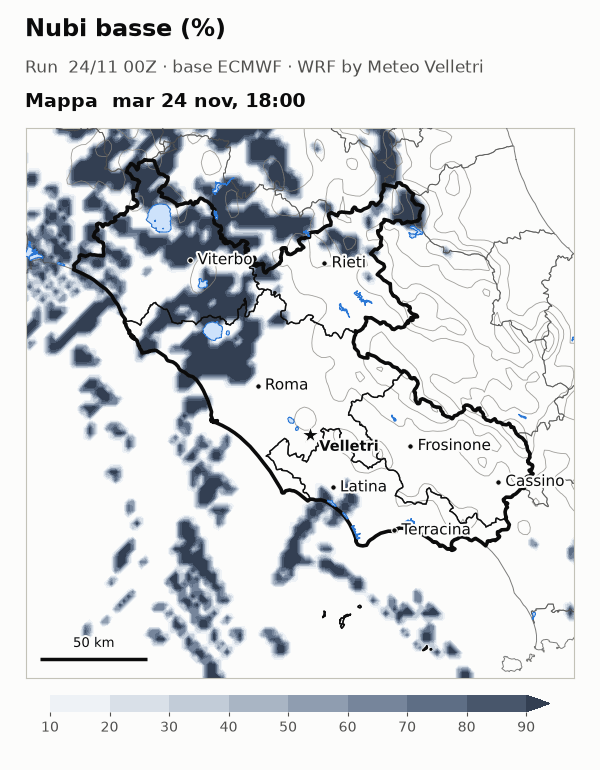 Nubi basse (%)
Run 24/11 00Z · base ECMWF · WRF by Meteo Velletri
Mappa mar 24 nov, 18:00
Viterbo
Rieti
Roma
Velletri
Frosinone
Cassino
Latina
Terracina
50 km
10 20 30 40 50 60 70 80 90